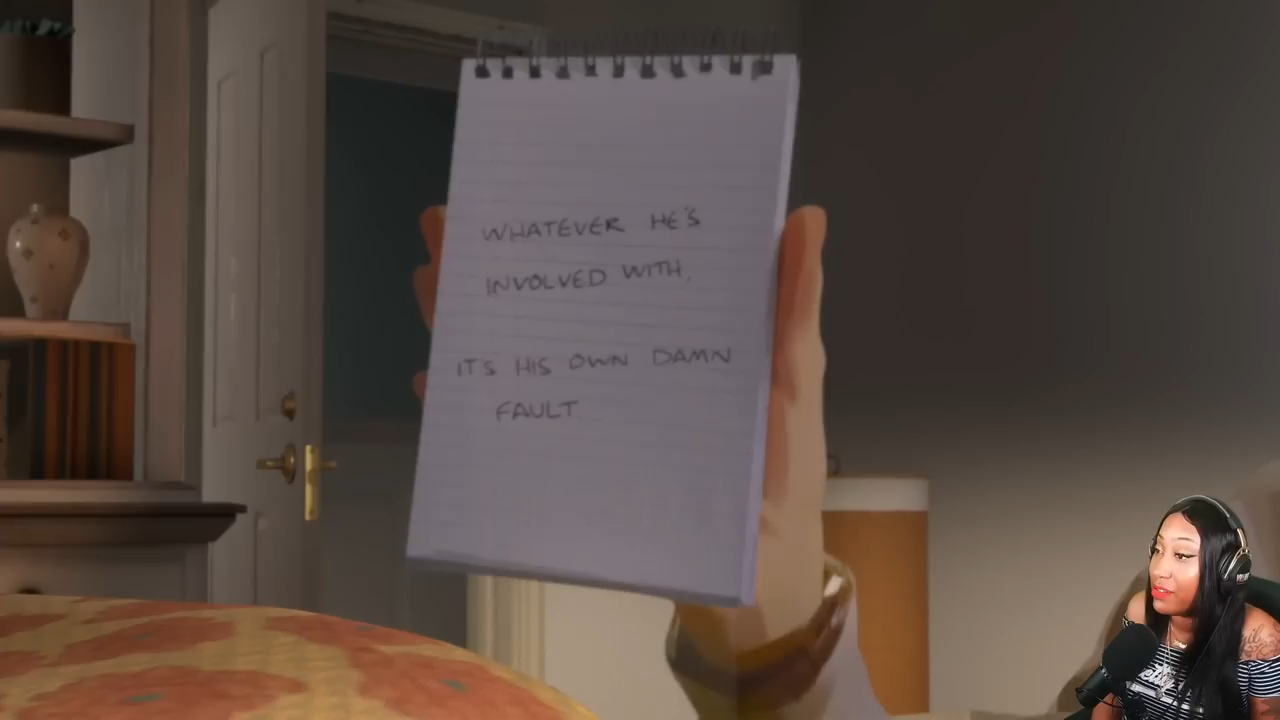 WHATEVER HE'S
INVOLVED WITH,
IT'S HIS OWN DAMN
FAULT